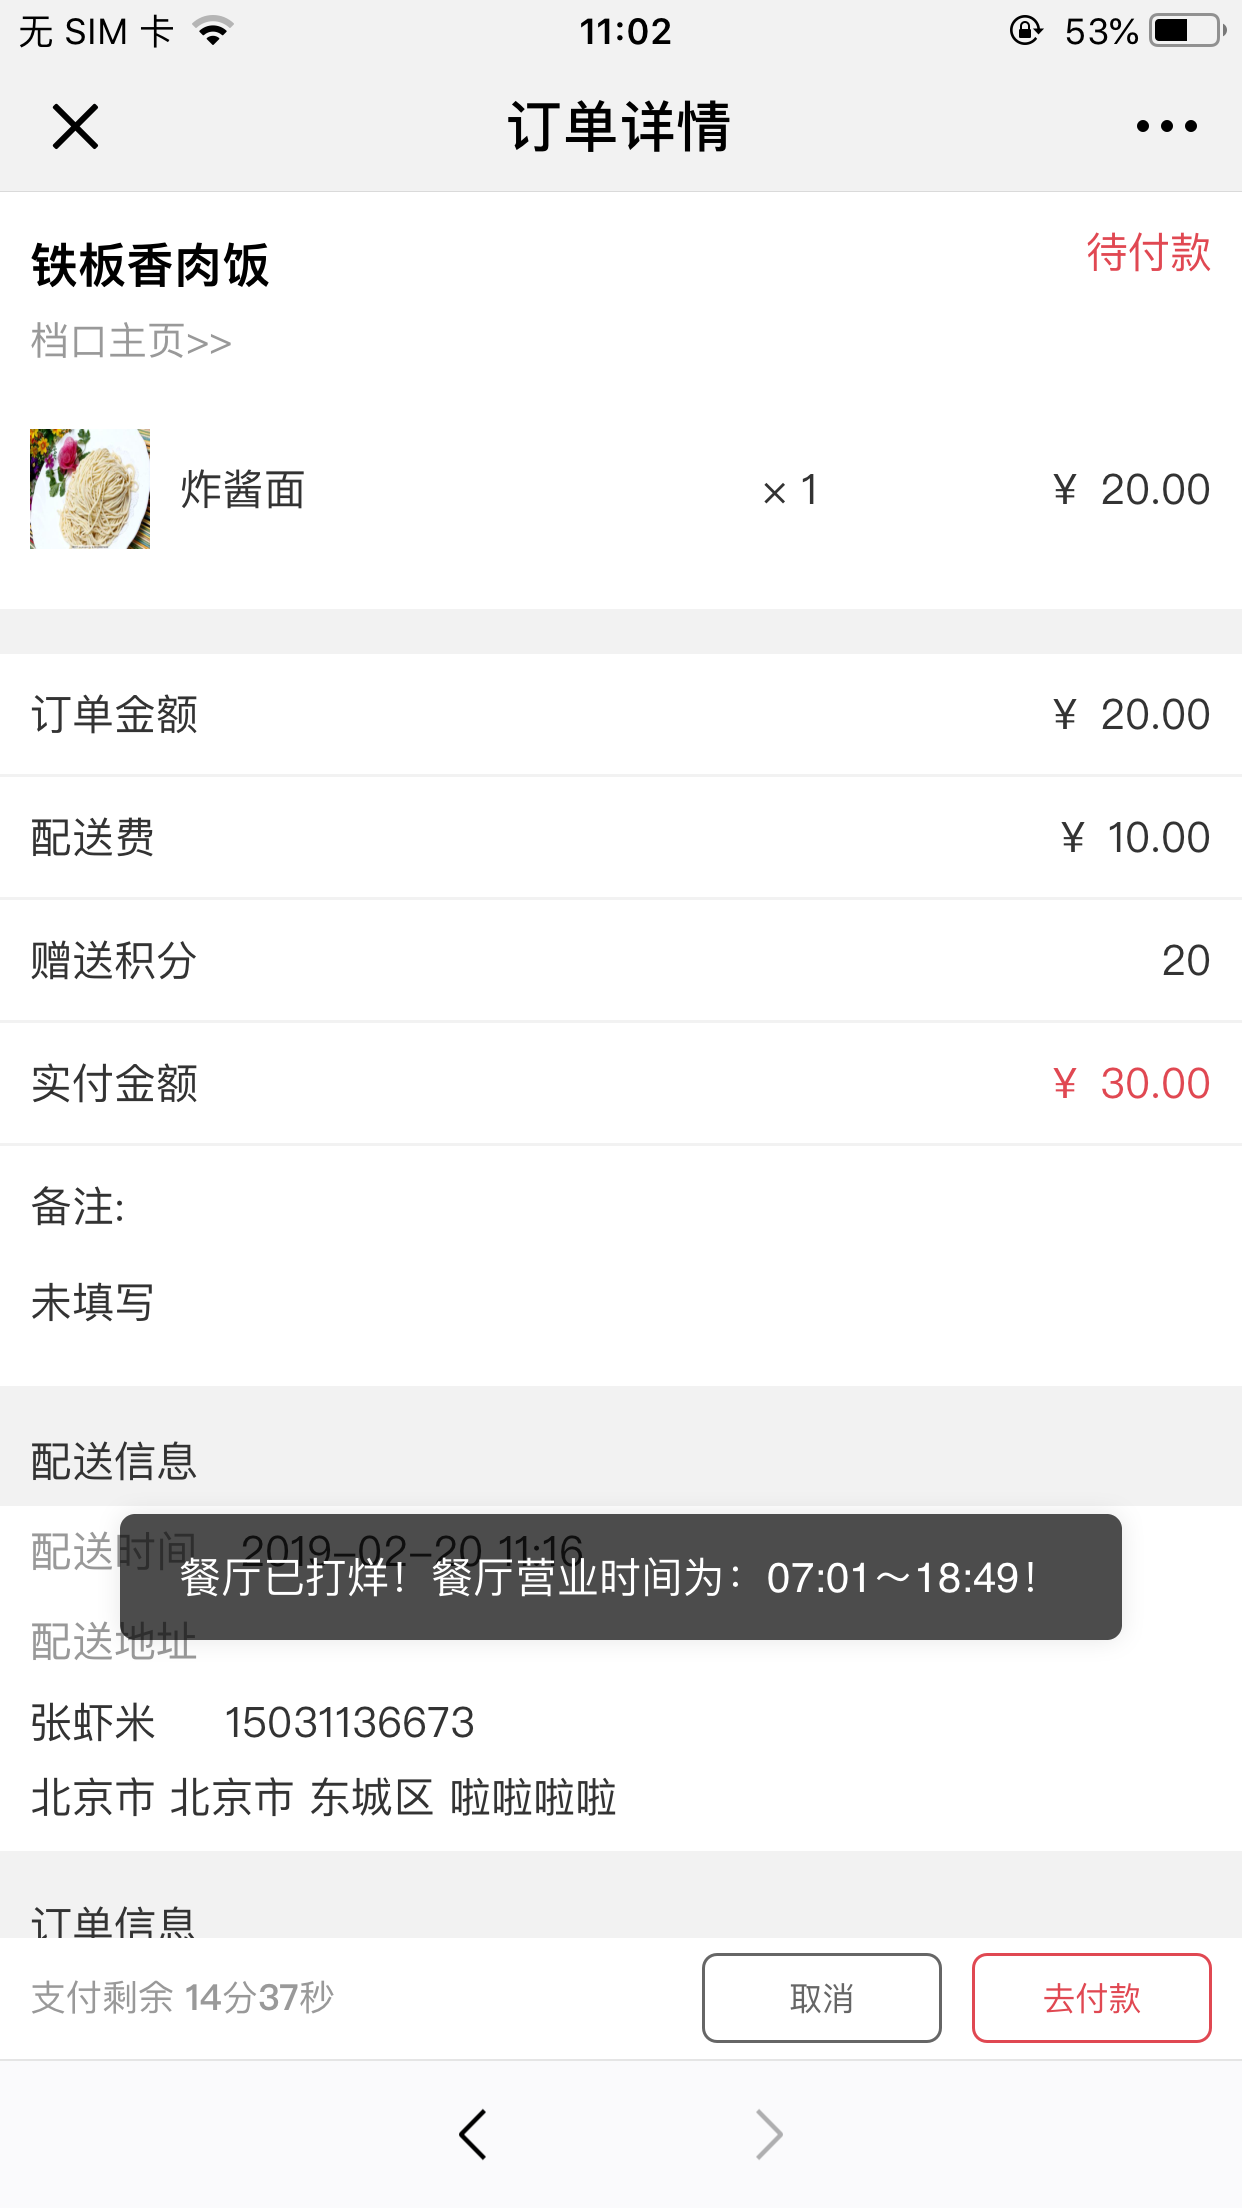 无 SIM 卡 11:02 53%
订单详情
铁板香肉饭 待付款
档口主页>>
炸酱面 × 1 ¥ 20.00
订单金额 ¥ 20.00
配送费 ¥ 10.00
赠送积分 20
实付金额 ¥ 30.00
备注:
未填写
配送信息
配送时间 2019-02-20 11:16
餐厅已打烊！餐厅营业时间为：07:01～18:49！
配送地址
张虾米 15031136673
北京市 北京市 东城区 啦啦啦啦
订单信息
支付剩余 14分37秒 取消 去付款